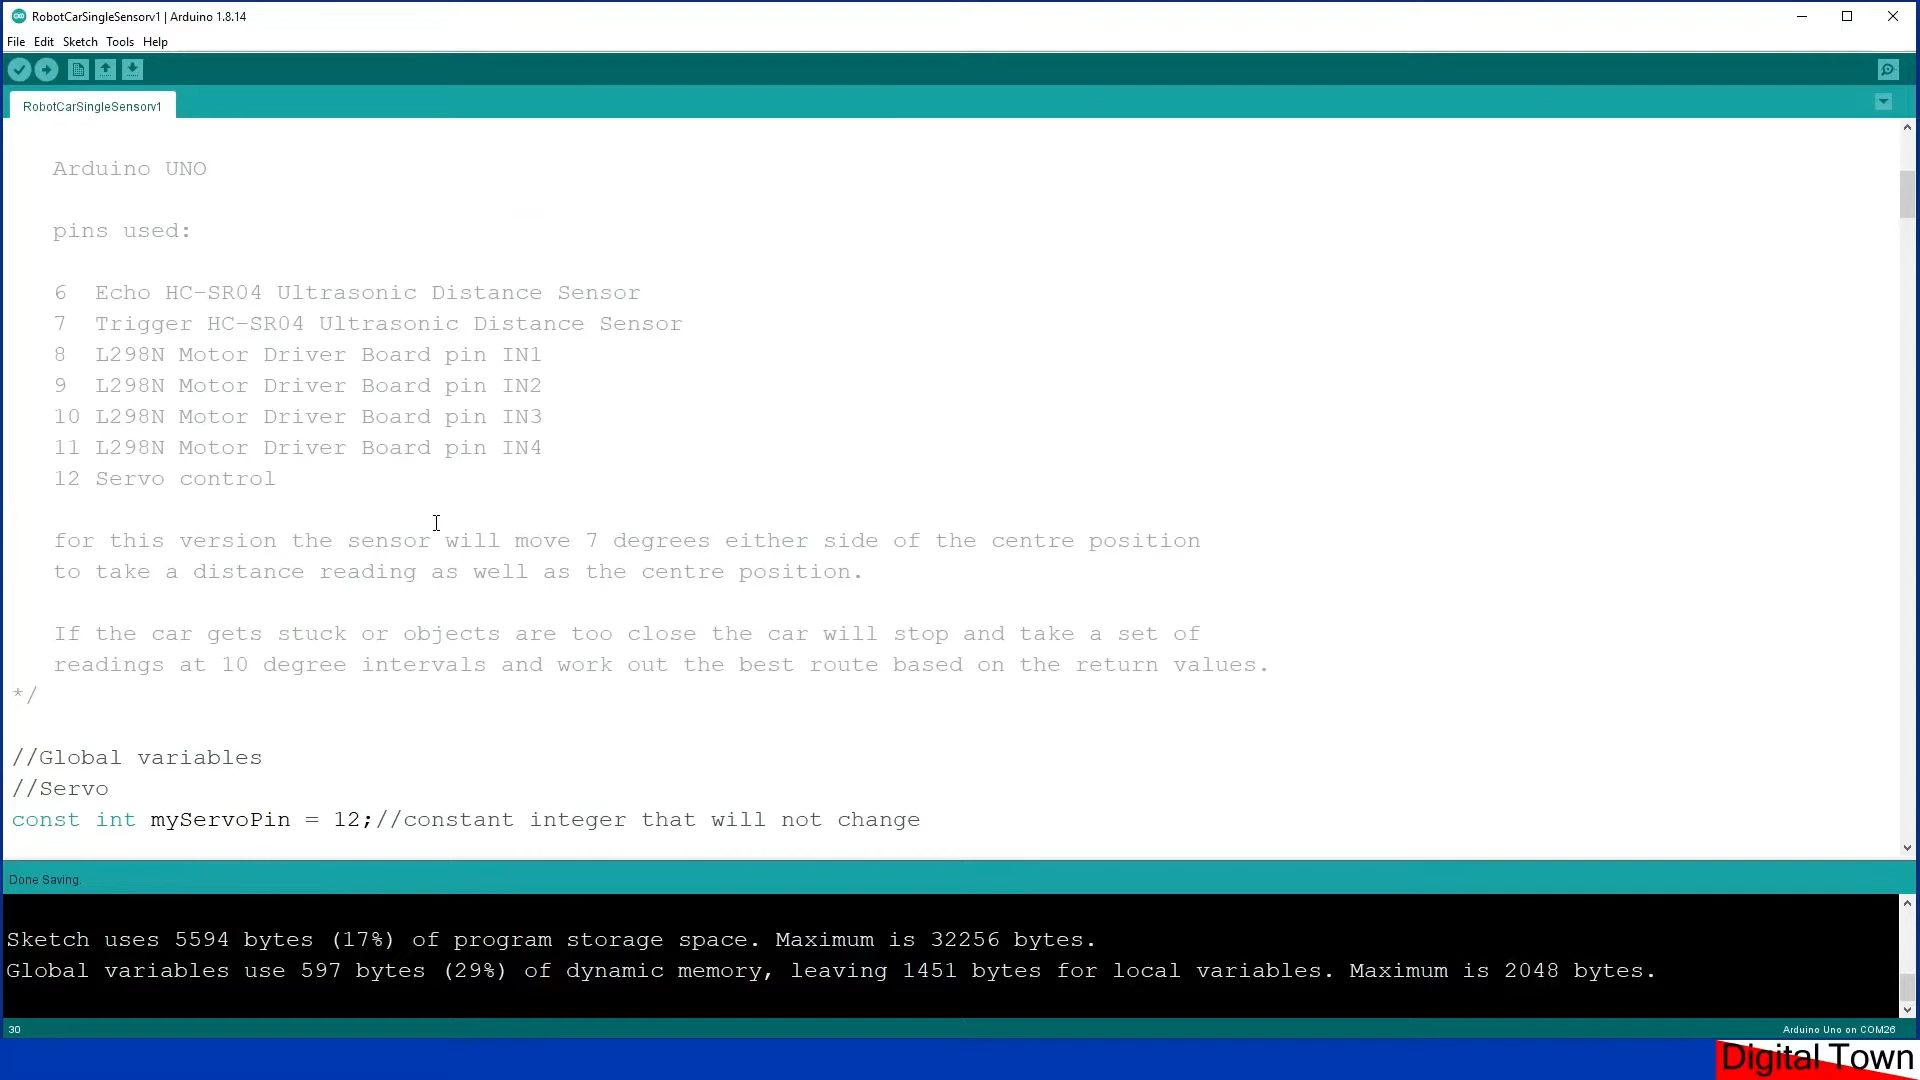 RobotCarSingleSensorv1 | Arduino 1.8.14
File Edit Sketch Tools Help
RobotCarSingleSensorv1
Arduino UNO
pins used:
6 Echo HC-SR04 Ultrasonic Distance Sensor
7 Trigger HC-SR04 Ultrasonic Distance Sensor
8 L298N Motor Driver Board pin IN1
9 L298N Motor Driver Board pin IN2
10 L298N Motor Driver Board pin IN3
11 L298N Motor Driver Board pin IN4
12 Servo control
for this version the sensor will move 7 degrees either side of the centre position
to take a distance reading as well as the centre position.
If the car gets stuck or objects are too close the car will stop and take a set of
readings at 10 degree intervals and work out the best route based on the return values.
*/
//Global variables
//Servo
const int myServoPin = 12;//constant integer that will not change
Done Saving.
Sketch uses 5594 bytes (17%) of program storage space. Maximum is 32256 bytes.
Global variables use 597 bytes (29%) of dynamic memory, leaving 1451 bytes for local variables. Maximum is 2048 bytes.
30
Arduino Uno on COM26
Digital Town